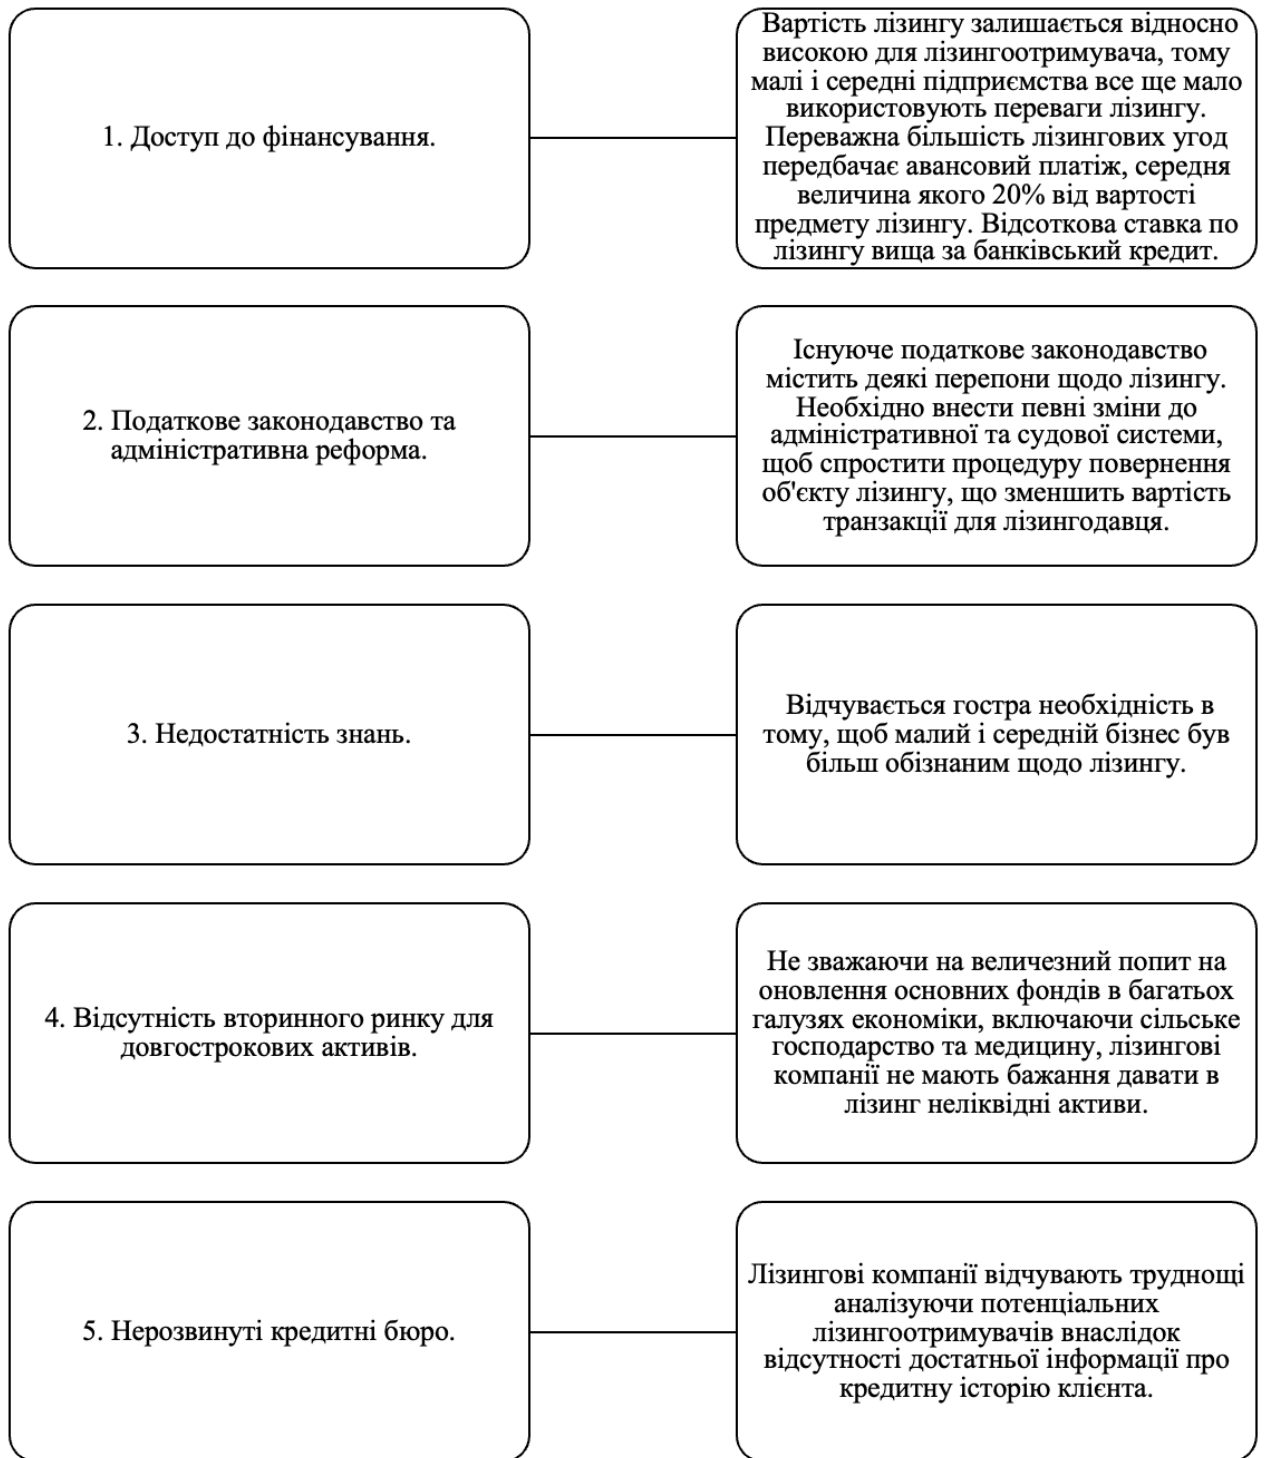 1. Доступ до фінансування.
Вартість лізингу залишається відносно
високою для лізингоотримувача, тому
малі і середні підприємства все ще мало
використовують переваги лізингу.
Переважна більшість лізингових угод
передбачає авансовий платіж, середня
величина якого 20% від вартості
предмету лізингу. Відсоткова ставка по
лізингу вища за банківський кредит.
2. Податкове законодавство та
адміністративна реформа.
Існуюче податкове законодавство
містить деякі перепони щодо лізингу.
Необхідно внести певні зміни до
адміністративної та судової системи,
щоб спростити процедуру повернення
об'єкту лізингу, що зменшить вартість
транзакції для лізингодавця.
3. Недостатність знань.
Відчувається гостра необхідність в
тому, щоб малий і середній бізнес був
більш обізнаним щодо лізингу.
4. Відсутність вторинного ринку для
довгострокових активів.
Не зважаючи на величезний попит на
оновлення основних фондів в багатьох
галузях економіки, включаючи сільське
господарство та медицину, лізингові
компанії не мають бажання давати в
лізинг неліквідні активи.
5. Нерозвинуті кредитні бюро.
Лізингові компанії відчувають труднощі
аналізуючи потенціальних
лізингоотримувачів внаслідок
відсутності достатньої інформації про
кредитну історію клієнта.